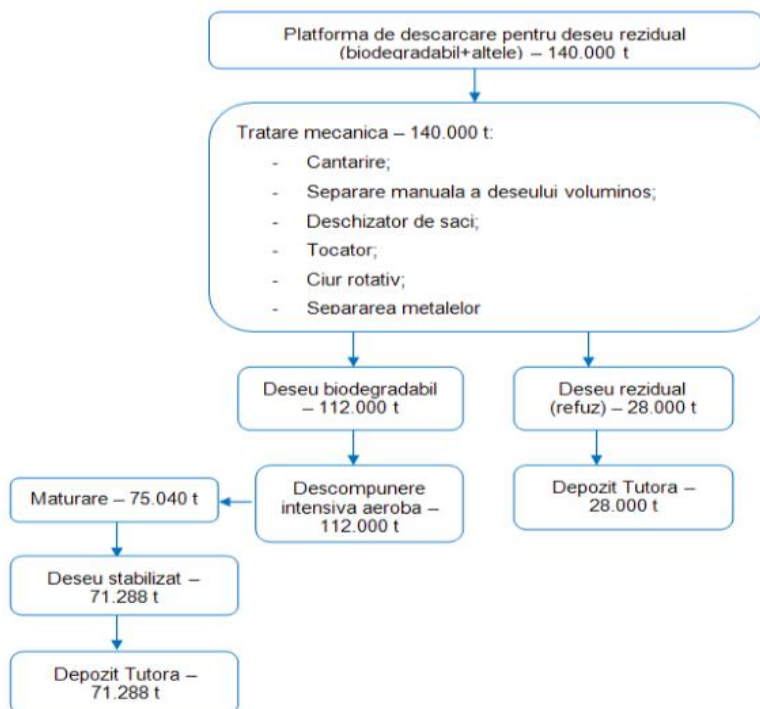 Platforma de descarcare pentru deseu rezidual
(biodegradabil+altele) – 140.000 t
Tratare mecanica – 140.000 t:
- Cantarire;
- Separare manuala a deseului voluminos;
- Deschizator de saci;
- Tocator;
- Ciur rotativ;
- Separarea metalelor
Deseu biodegradabil
– 112.000 t
Deseu rezidual
(refuz) – 28.000 t
Descompunere
intensiva aeroba –
112.000 t
Depozit Tutora –
28.000 t
Maturare – 75.040 t
Deseu stabilizat –
71.288 t
Depozit Tutora –
71.288 t